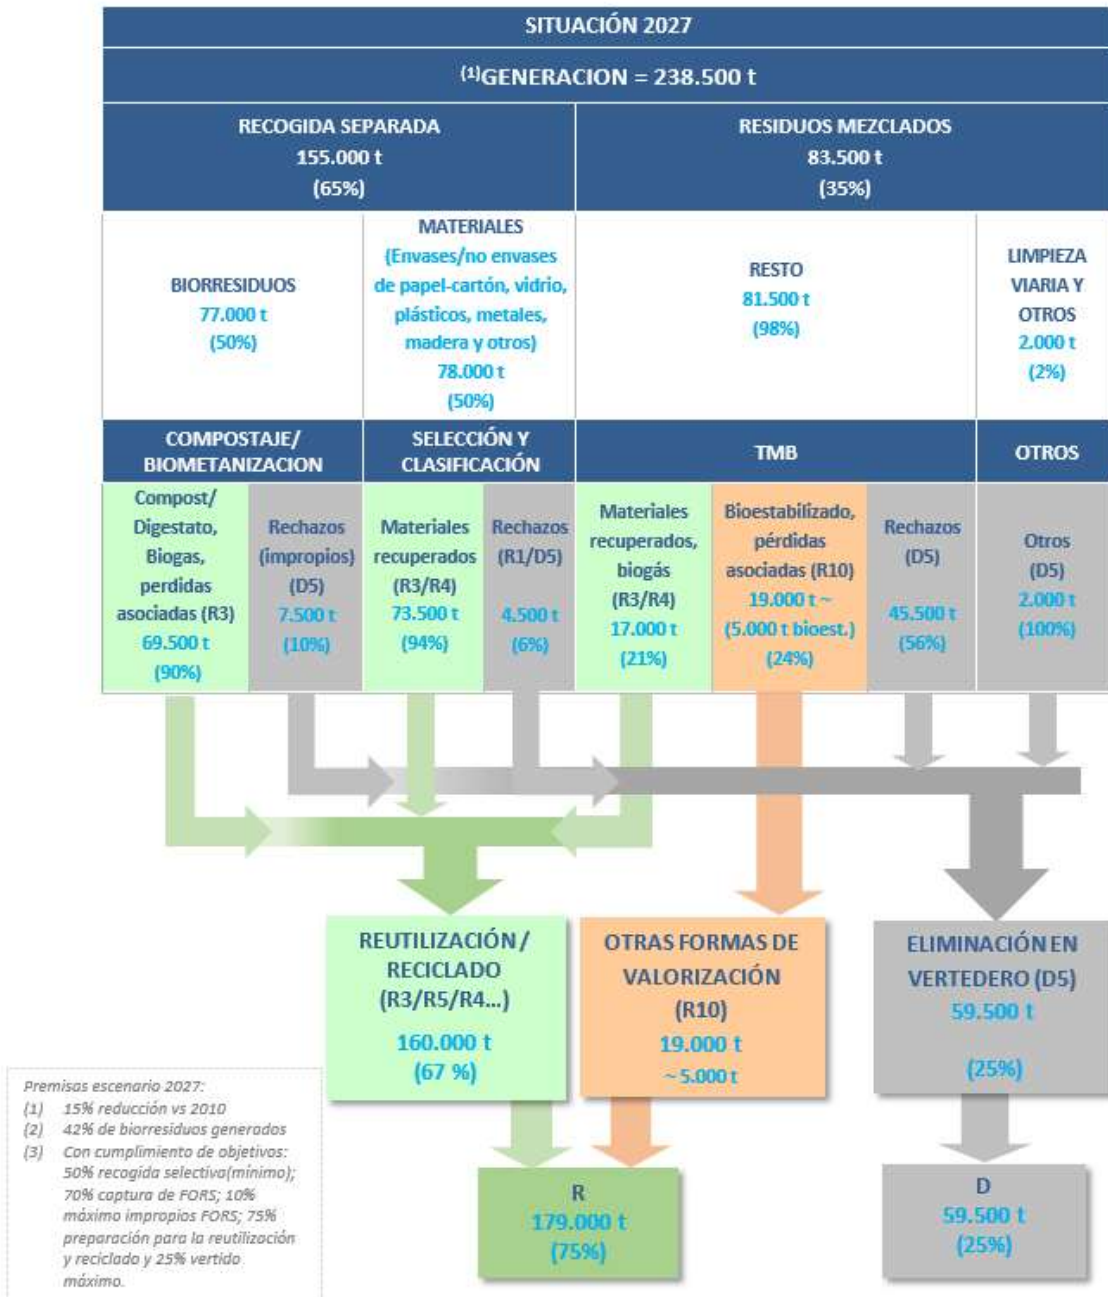 SITUACIÓN 2027
(1)GENERACION = 238.500 t
RECOGIDA SEPARADA
155.000 t
(65%)
RESIDUOS MEZCLADOS
83.500 t
(35%)
BIORRESIDUOS
77.000 t
(50%)
MATERIALES
(Envases/no envases
de papel-cartón, vidrio,
plásticos, metales,
madera y otros)
78.000 t
(50%)
RESTO
81.500 t
(98%)
LIMPIEZA
VIARIA Y
OTROS
2.000 t
(2%)
COMPOSTAJE/
BIOMETANIZACION
SELECCIÓN Y
CLASIFICACIÓN
TMB
OTROS
Compost/
Digestato,
Biogas,
perdidas
asociadas (R3)
69.500 t
(90%)
Rechazos
(impropios)
(D5)
7.500 t
(10%)
Materiales
recuperados
(R3/R4)
73.500 t
(94%)
Rechazos
(R1/D5)
4.500 t
(6%)
Materiales
recuperados,
biogás
(R3/R4)
17.000 t
(21%)
Bioestabilizado,
pérdidas
asociadas (R10)
19.000 t ~
(5.000 t bioest.)
(24%)
Rechazos
(D5)
45.500 t
(56%)
Otros
(D5)
2.000 t
(100%)
REUTILIZACIÓN /
RECICLADO
(R3/R5/R4...)
160.000 t
(67 %)
OTRAS FORMAS DE
VALORIZACIÓN
(R10)
19.000 t
~ 5.000 t
ELIMINACIÓN EN
VERTEDERO (D5)
59.500 t
(25%)
Premisas escenario 2027:
(1) 15% reducción vs 2010
(2) 42% de biorresiduos generados
(3) Con cumplimiento de objetivos:
50% recogida selectiva(mínimo);
70% captura de FORS; 10%
máximo impropios FORS; 75%
preparación para la reutilización
y reciclado y 25% vertido
máximo.
R
179.000 t
(75%)
D
59.500 t
(25%)